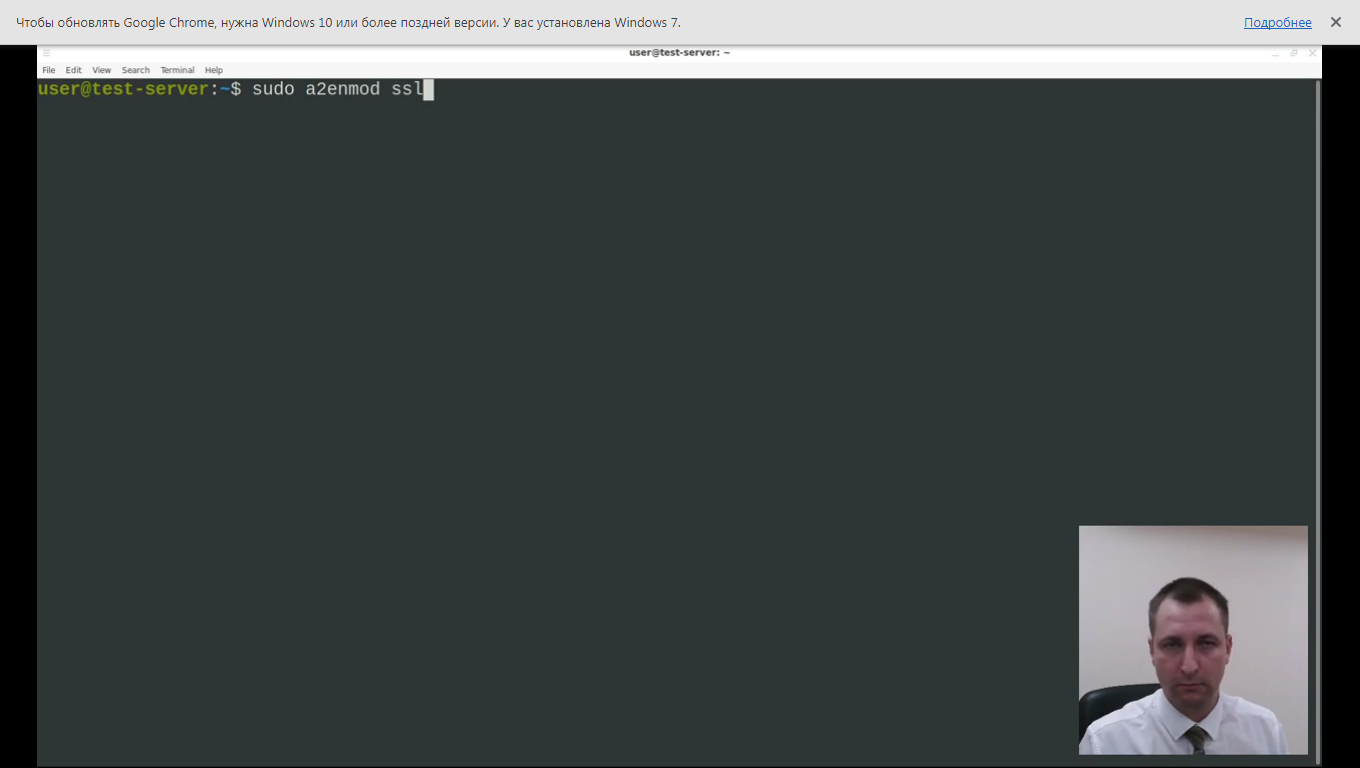 Чтобы обновлять Google Chrome, нужна Windows 10 или более поздней версии. У вас установлена Windows 7. Подробнее
user@test-server: ~
File Edit View Search Terminal Help
user@test-server:~$ sudo a2enmod ssl